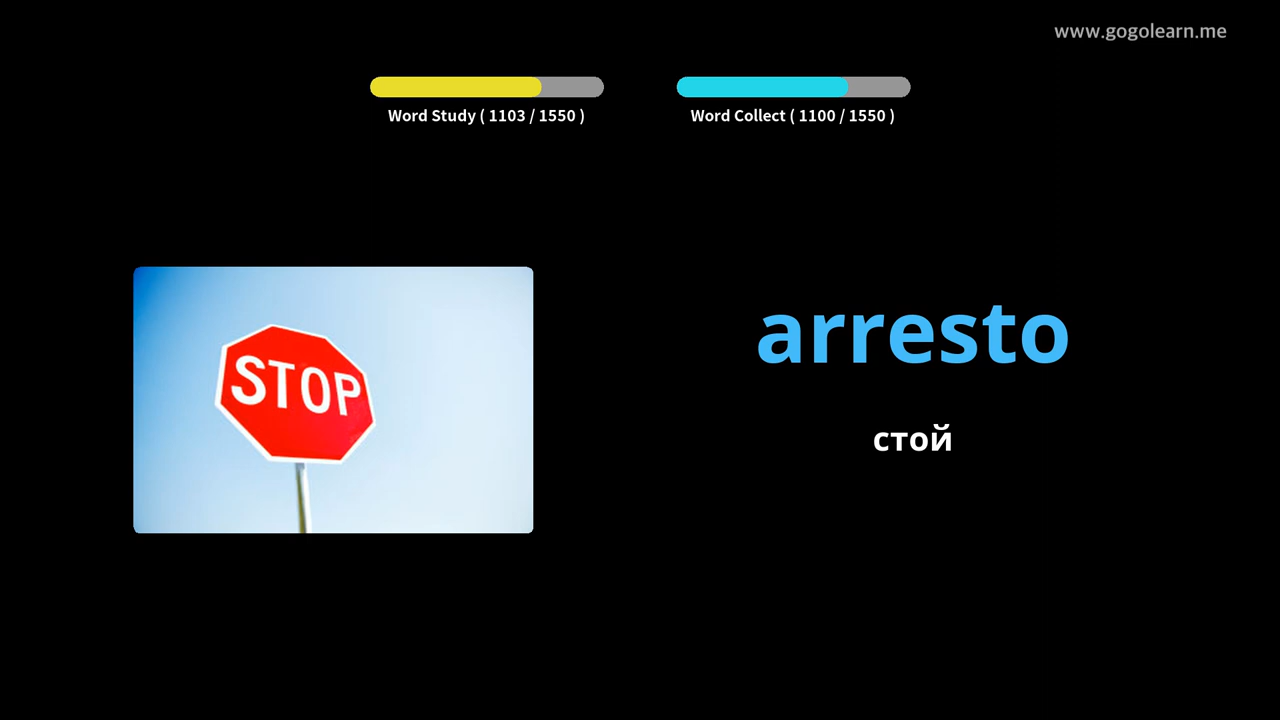 www.gogolearn.me
Word Study ( 1103 / 1550 )
Word Collect ( 1100 / 1550 )
STOP
arresto
стой